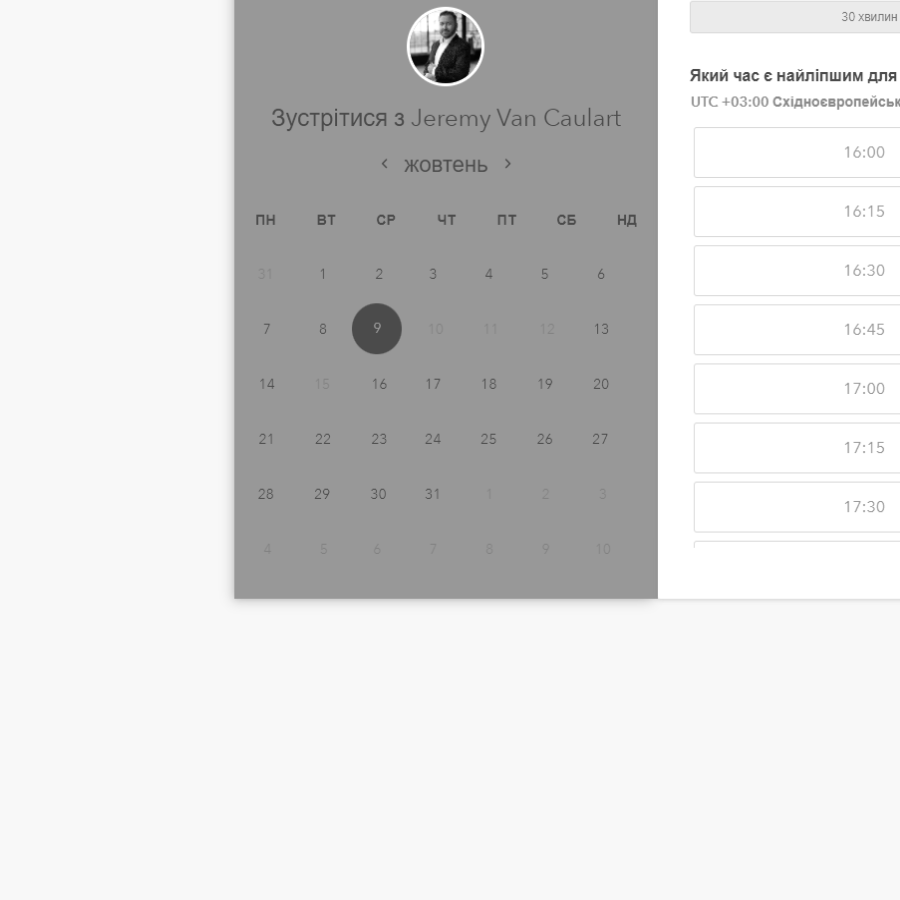 Зустрітися з Jeremy Van Caulart
‹ жовтень ›
ПН ВТ СР ЧТ ПТ СБ НД
31 1 2 3 4 5 6
7 8 9 10 11 12 13
14 15 16 17 18 19 20
21 22 23 24 25 26 27
28 29 30 31 1 2 3
4 5 6 7 8 9 10
30 хвилин
Який час є найліпшим для
UTC +03:00 Східноєвропейськ
16:00
16:15
16:30
16:45
17:00
17:15
17:30